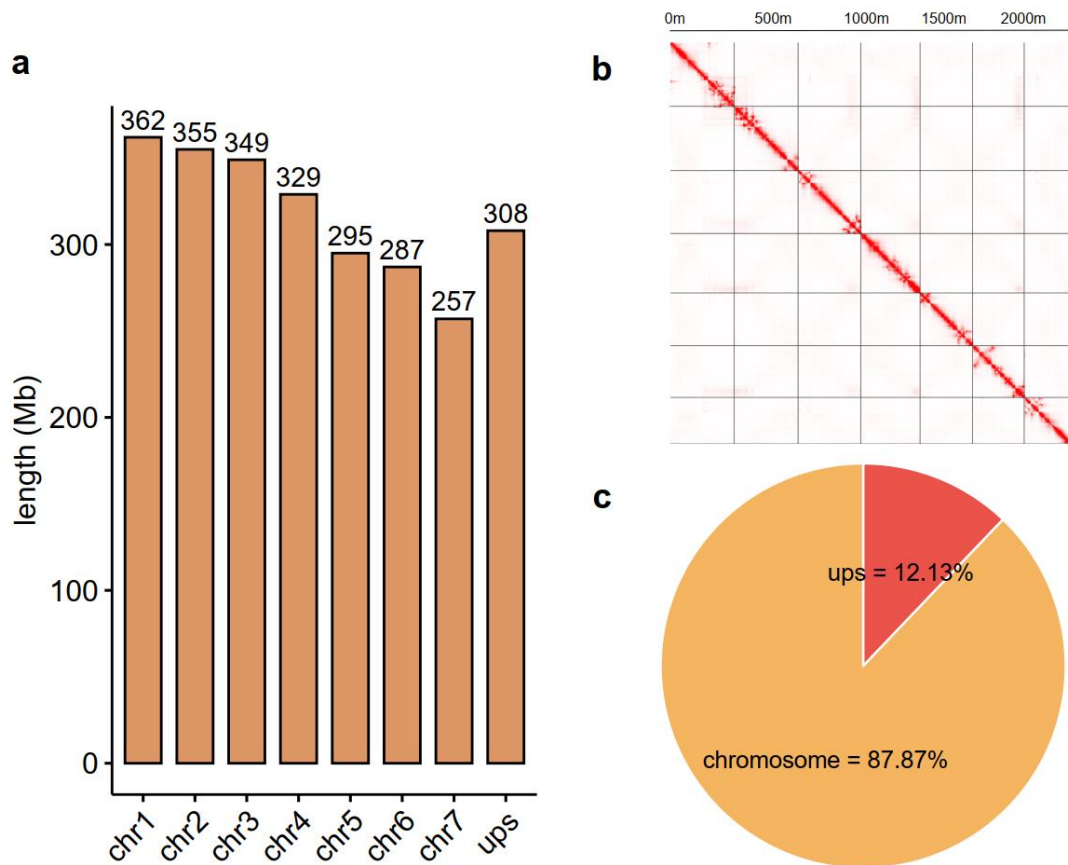 a
362
355
349
329
295
287
257
308
300
200
100
0
length (Mb)
chr1
chr2
chr3
chr4
chr5
chr6
chr7
ups
b
0m 500m 1000m 1500m 2000m
c
ups = 12.13%
chromosome = 87.87%